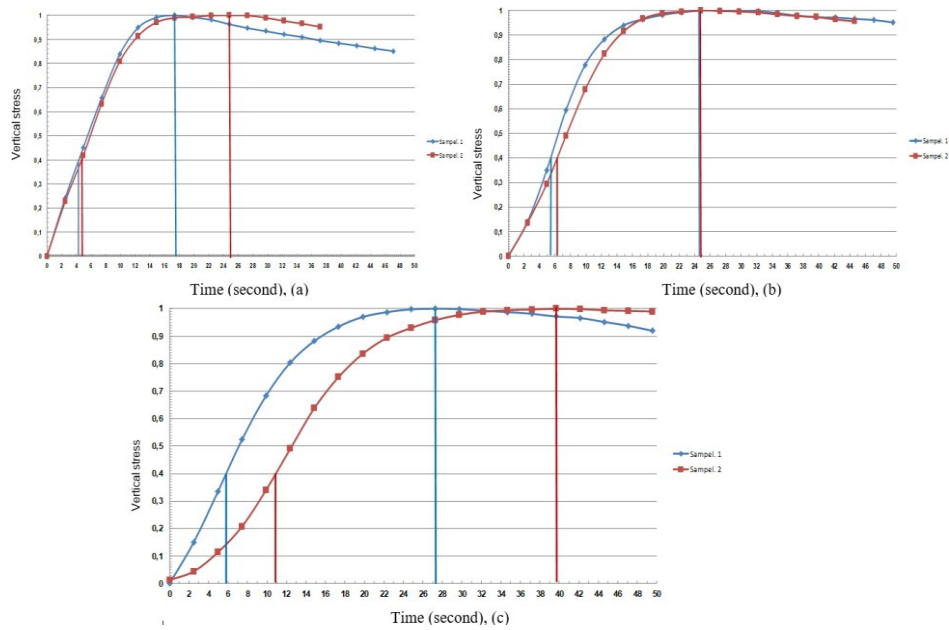 1
0,9
0,8
0,7
0,6
0,5
0,4
0,3
0,2
0,1
0
Vertical stress
0 2 4 6 8 10 12 14 16 18 20 22 24 26 28 30 32 34 36 38 40 42 44 46 48 50
Sampel. 1
Sampel. 2
Time (second), (a)
1
0,9
0,8
0,7
0,6
0,5
0,4
0,3
0,2
0,1
0
Vertical stress
0 2 4 6 8 10 12 14 16 18 20 22 24 26 28 30 32 34 36 38 40 42 44 46 48 50
Sampel. 1
Sampel. 2
Time (second), (b)
1
0,9
0,8
0,7
0,6
0,5
0,4
0,3
0,2
0,1
0
Vertical stress
0 2 4 6 8 10 12 14 16 18 20 22 24 26 28 30 32 34 36 38 40 42 44 46 48 50
Sampel. 1
Sampel. 2
Time (second), (c)